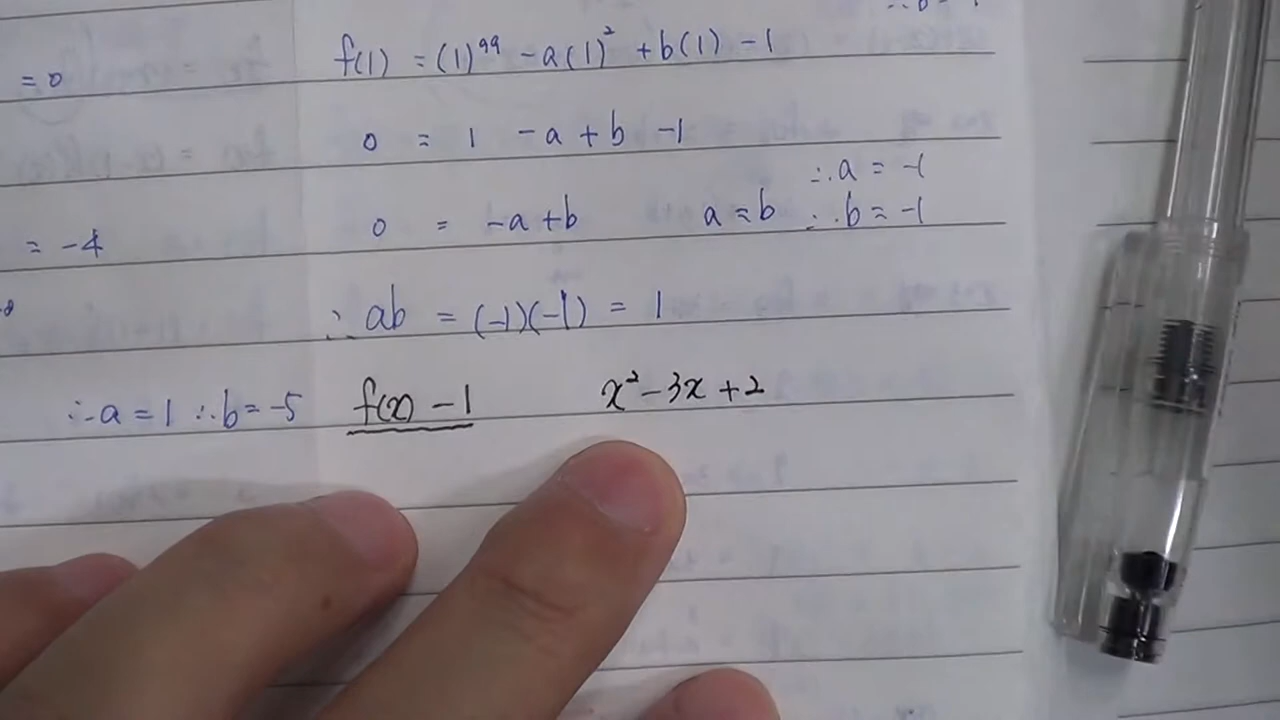 f(1) = (1)^99 - a(1)^2 + b(1) - 1
= 0
0 = 1 - a + b - 1
∴ a = -1
0 = -a + b a = b ∴ b = -1
= -4
∴ ab = (-1)(-1) = 1
∴ a = 1 ∴ b = -5 f(x) - 1 x² - 3x + 2